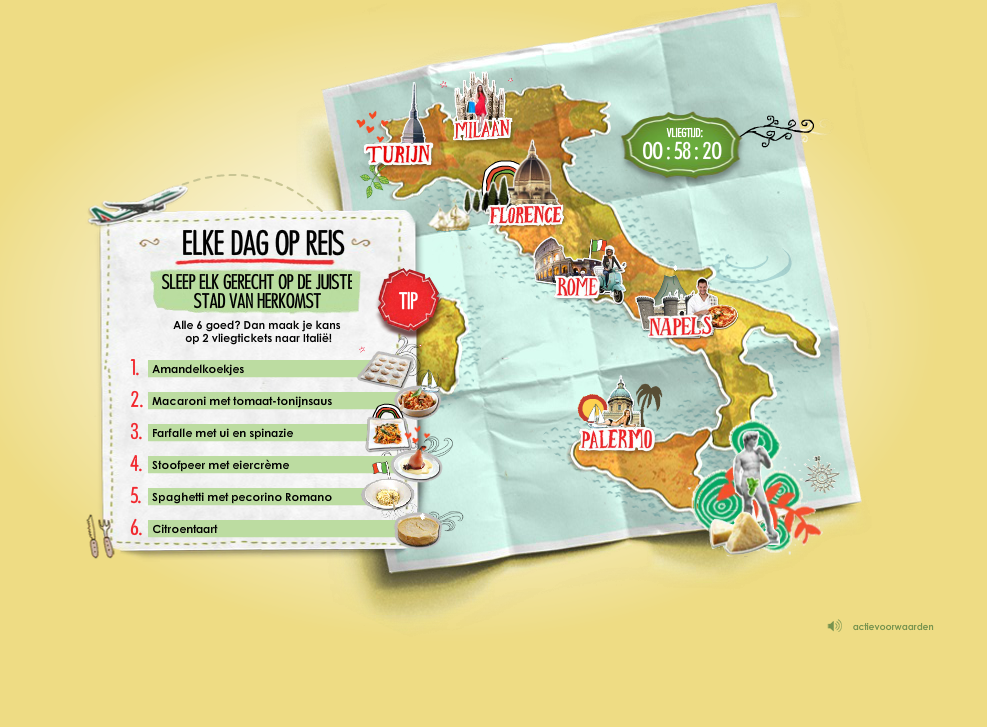 ELKE DAG OP REIS
SLEEP ELK GERECHT OP DE JUISTE
STAD VAN HERKOMST
TIP
Alle 6 goed? Dan maak je kans
op 2 vliegtickets naar Italië!
1. Amandelkoekjes
2. Macaroni met tomaat-tonijnsaus
3. Farfalle met ui en spinazie
4. Stoofpeer met eiercrème
5. Spaghetti met pecorino Romano
6. Citroentaart
MILAAN
TURIJN
VLIEGTIJD:
00 : 58 : 20
FLORENCE
ROME
NAPELS
PALERMO
actievoorwaarden